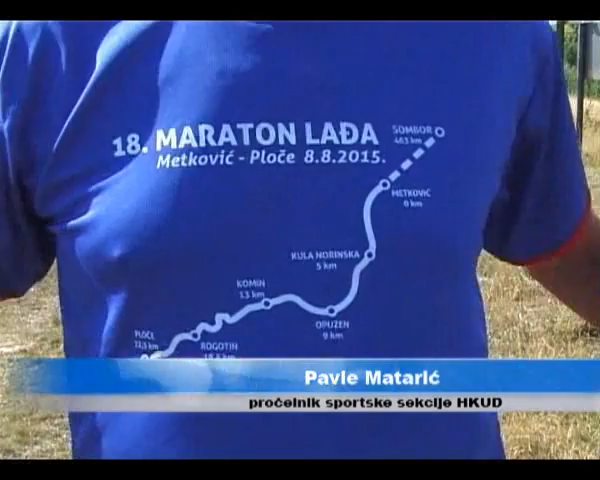 18. MARATON LAĐA
Metković - Ploče 8.8.2015.
SOMBOR
463 km
METKOVIĆ
0 km
KULA NORINSKA
5 km
KOMIN
13 km
OPUZEN
9 km
PLOČE
ROGOTIN
Pavle Matarić
pročelnik sportske sekcije HKUD